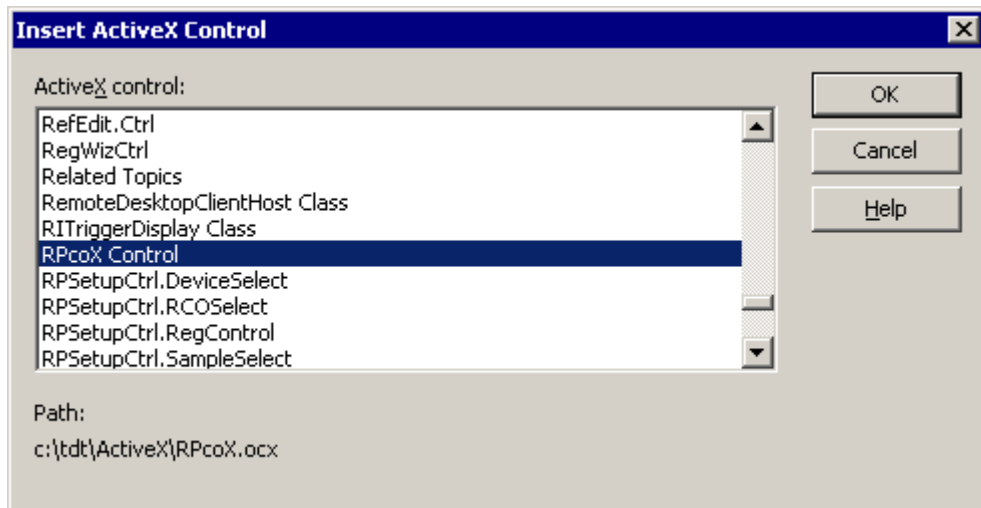 Insert ActiveX Control
ActiveX control:
RefEdit.Ctrl
RegWizCtrl
Related Topics
RemoteDesktopClientHost Class
RITriggerDisplay Class
RPcoX Control
RPSetupCtrl.DeviceSelect
RPSetupCtrl.RCOSelect
RPSetupCtrl.RegControl
RPSetupCtrl.SampleSelect
OK
Cancel
Help
Path:
c:\tdt\ActiveX\RPcoX.ocx